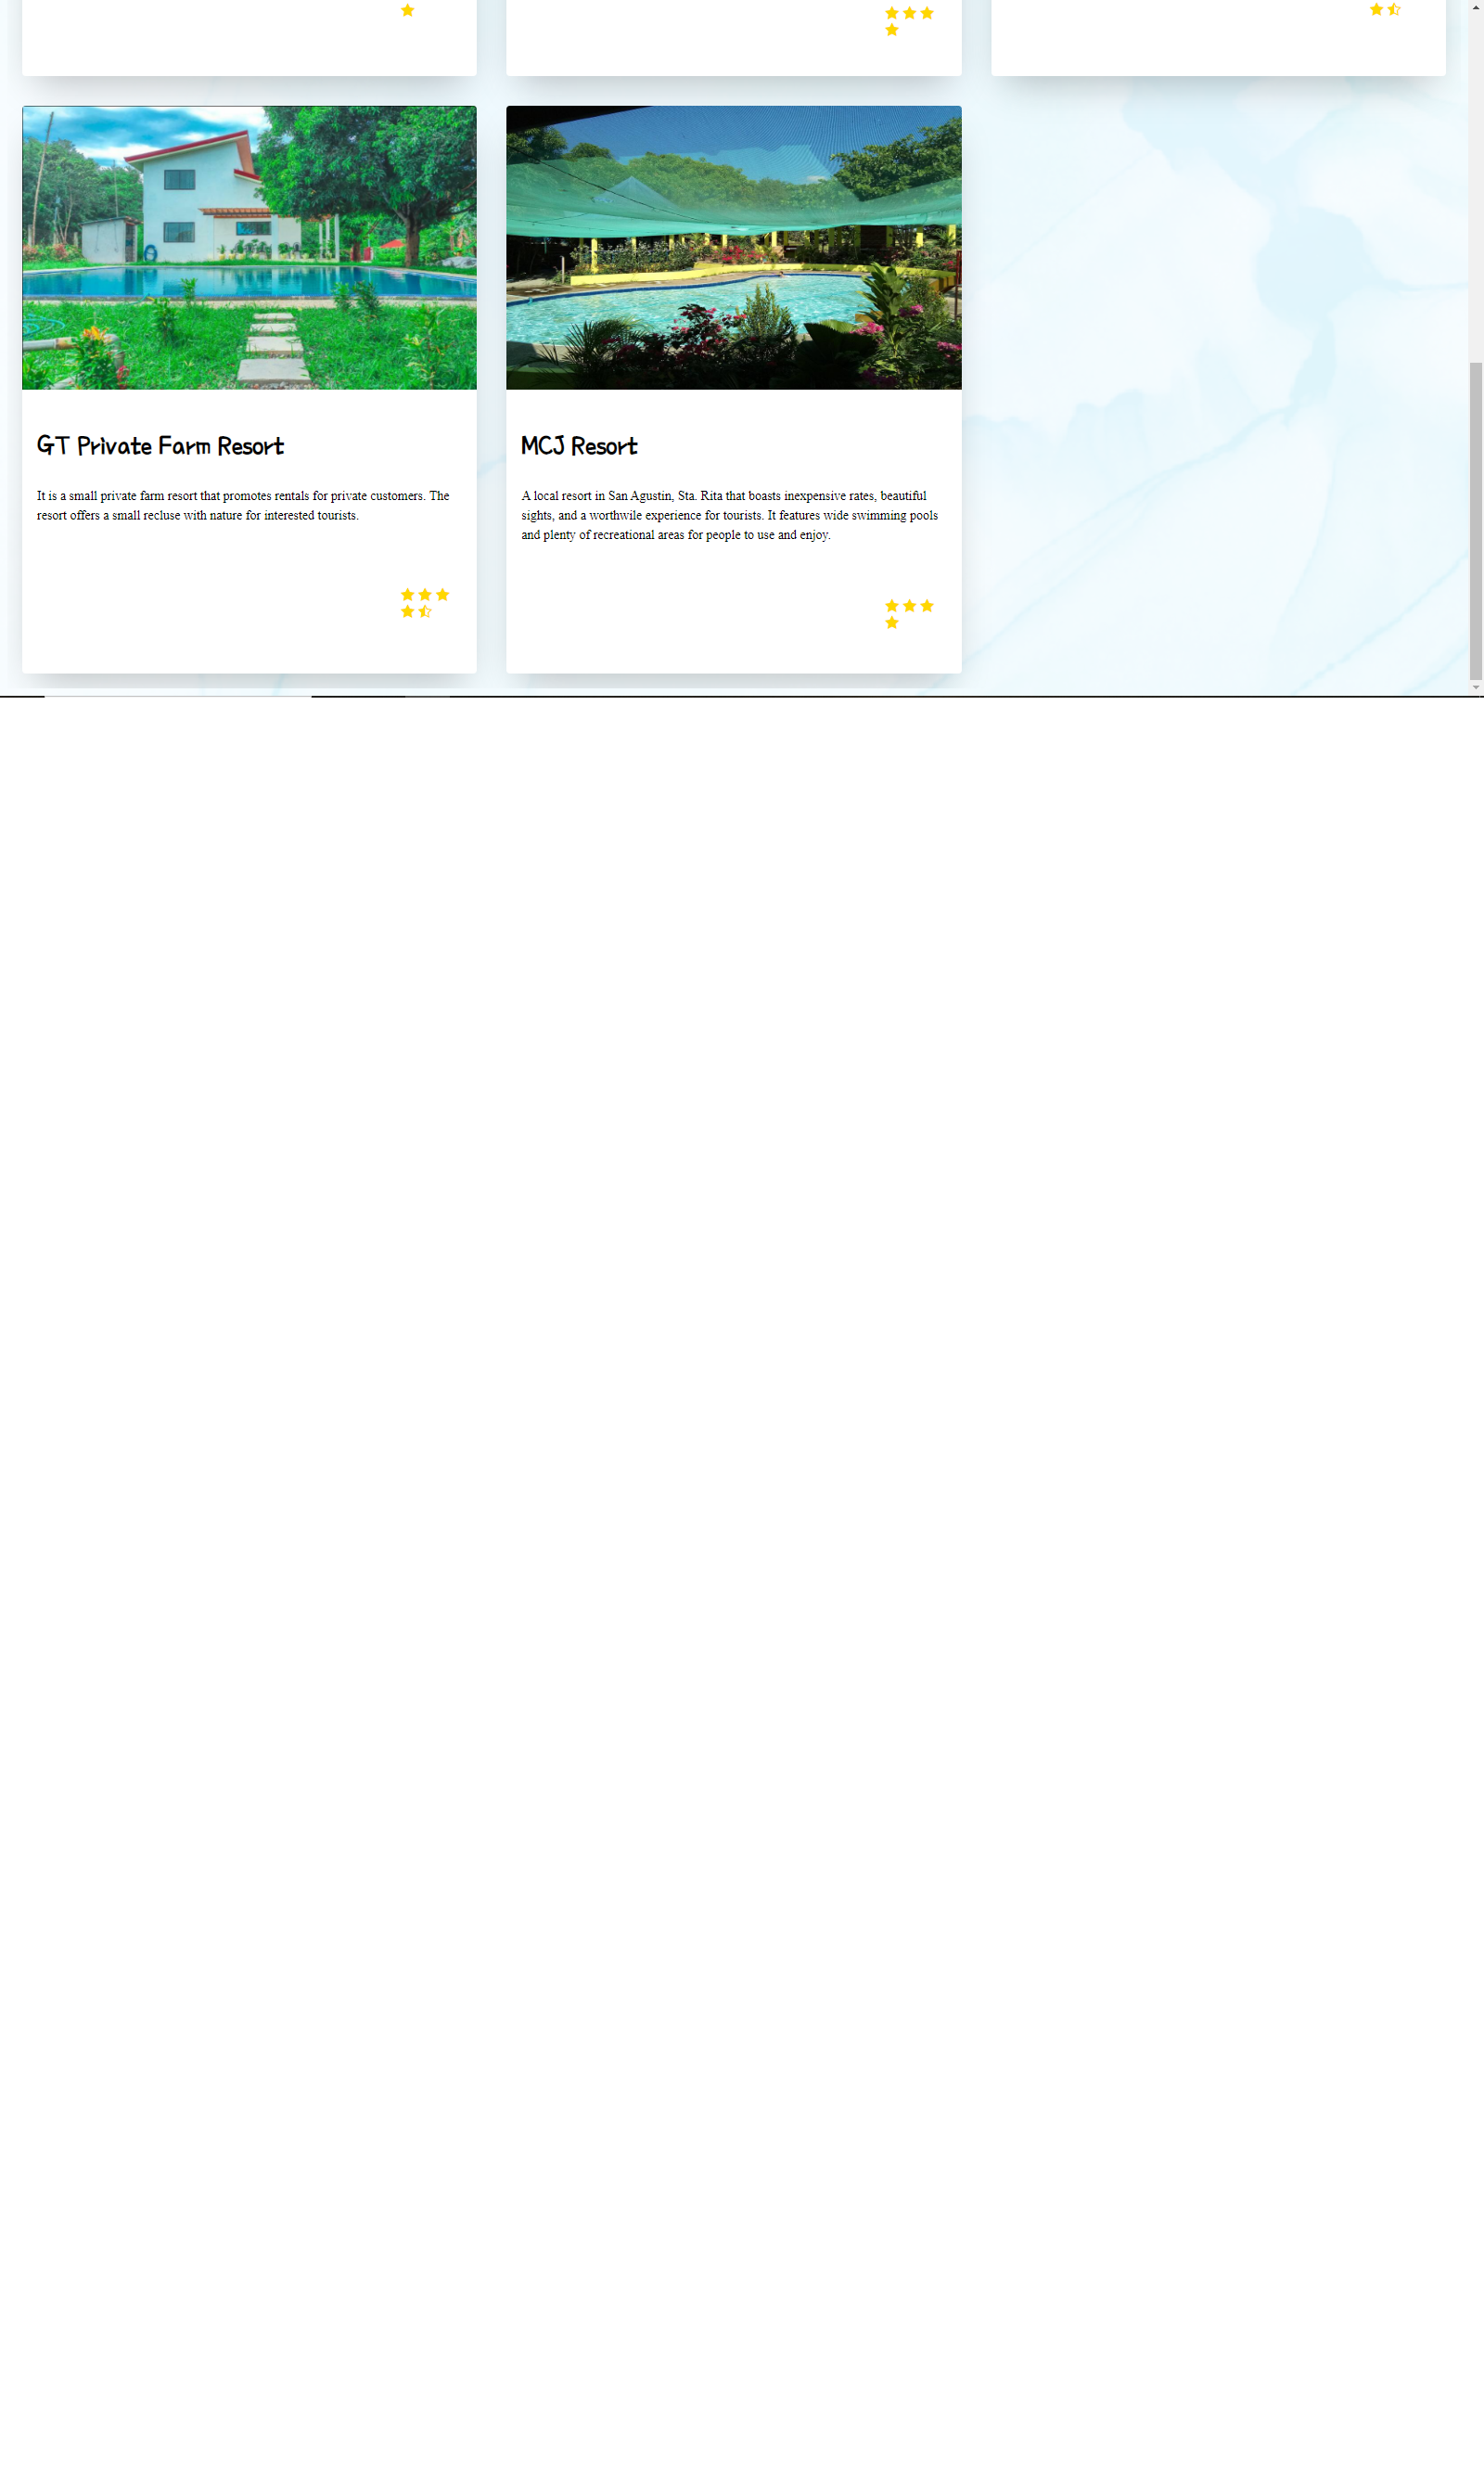 GT Private Farm Resort
It is a small private farm resort that promotes rentals for private customers. The
resort offers a small recluse with nature for interested tourists.
MCJ Resort
A local resort in San Agustin, Sta. Rita that boasts inexpensive rates, beautiful
sights, and a worthwile experience for tourists. It features wide swimming pools
and plenty of recreational areas for people to use and enjoy.